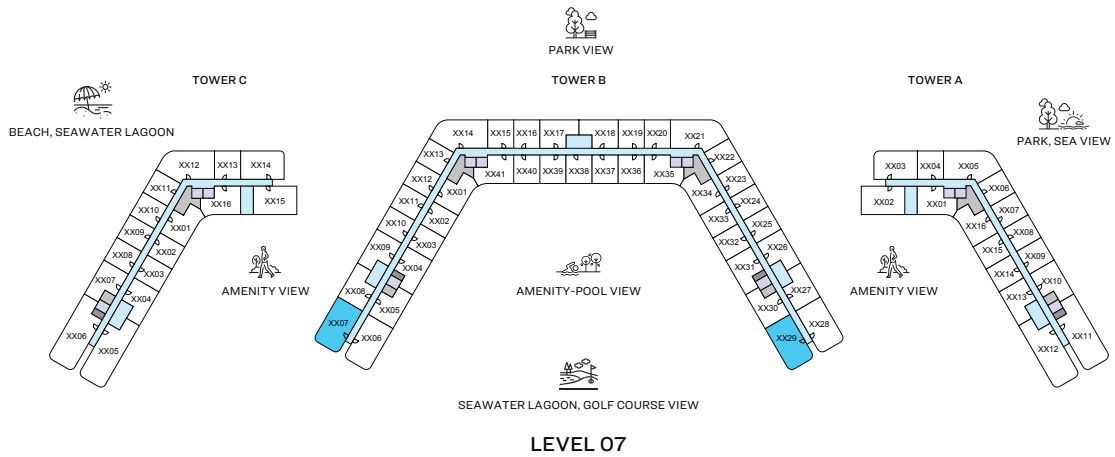 PARK VIEW
TOWER C
TOWER B
TOWER A
BEACH, SEAWATER LAGOON
PARK, SEA VIEW
XX12
XX13
XX14
XX11
XX10
XX09
XX08
XX07
XX06
XX05
XX04
XX03
XX02
XX01
XX16
XX15
XX14
XX15
XX16
XX17
XX18
XX19
XX20
XX21
XX13
XX12
XX11
XX10
XX09
XX08
XX07
XX06
XX05
XX04
XX03
XX02
XX01
XX41
XX40
XX39
XX38
XX37
XX36
XX35
XX34
XX33
XX32
XX31
XX30
XX29
XX28
XX27
XX26
XX25
XX24
XX23
XX22
XX03
XX04
XX05
XX02
XX01
XX06
XX07
XX08
XX09
XX10
XX11
XX12
XX13
XX14
XX15
XX16
AMENITY VIEW
AMENITY-POOL VIEW
AMENITY VIEW
SEAWATER LAGOON, GOLF COURSE VIEW
LEVEL 07